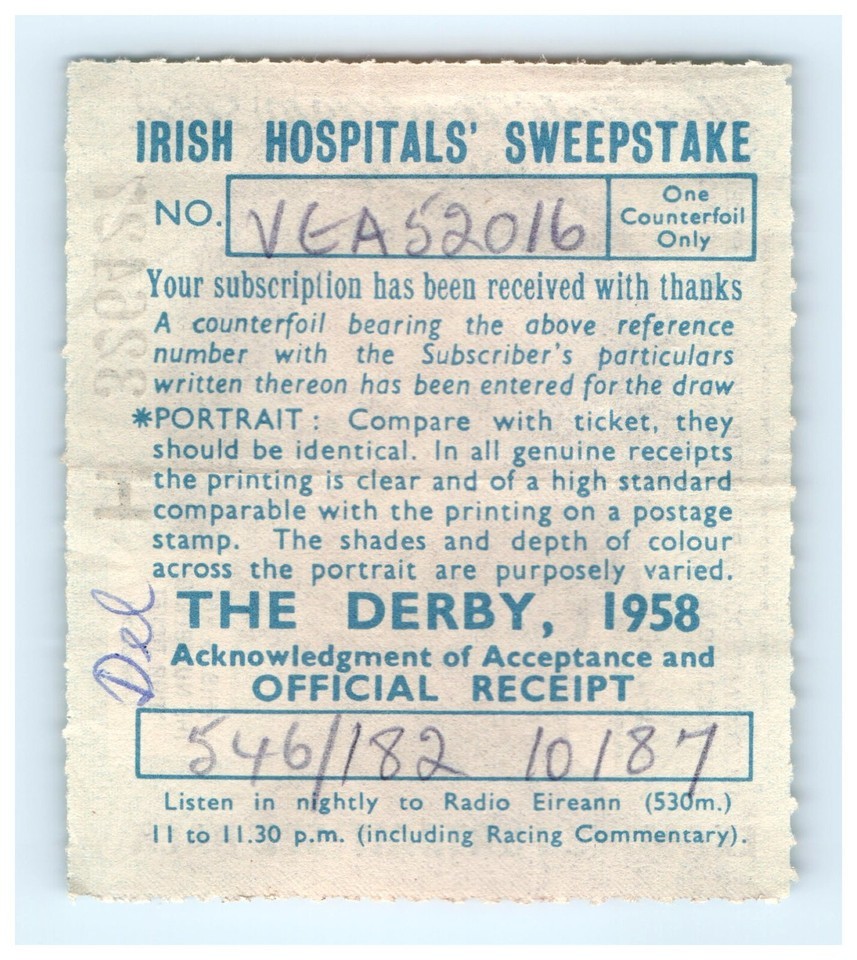 IRISH HOSPITALS' SWEEPSTAKE
NO. VEA52016
One
Counterfoil
Only
Your subscription has been received with thanks
A counterfoil bearing the above reference
number with the Subscriber's particulars
written thereon has been entered for the draw
*PORTRAIT: Compare with ticket, they
should be identical. In all genuine receipts
the printing is clear and of a high standard
comparable with the printing on a postage
stamp. The shades and depth of colour
across the portrait are purposely varied.
THE DERBY, 1958
Acknowledgment of Acceptance and
OFFICIAL RECEIPT
546/182 10187
Listen in nightly to Radio Eireann (530m.)
11 to 11.30 p.m. (including Racing Commentary).
Del